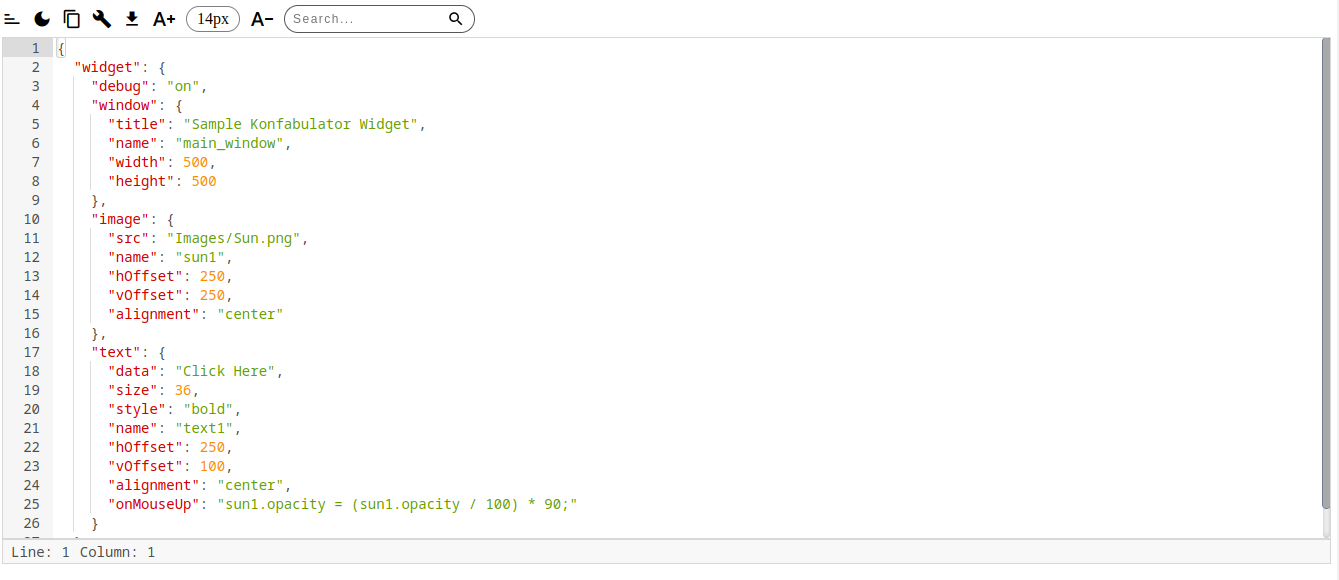 A+ 14px A− Search...
1 {
2 "widget": {
3 "debug": "on",
4 "window": {
5 "title": "Sample Konfabulator Widget",
6 "name": "main_window",
7 "width": 500,
8 "height": 500
9 },
10 "image": {
11 "src": "Images/Sun.png",
12 "name": "sun1",
13 "hOffset": 250,
14 "vOffset": 250,
15 "alignment": "center"
16 },
17 "text": {
18 "data": "Click Here",
19 "size": 36,
20 "style": "bold",
21 "name": "text1",
22 "hOffset": 250,
23 "vOffset": 100,
24 "alignment": "center",
25 "onMouseUp": "sun1.opacity = (sun1.opacity / 100) * 90;"
26 }
Line: 1 Column: 1